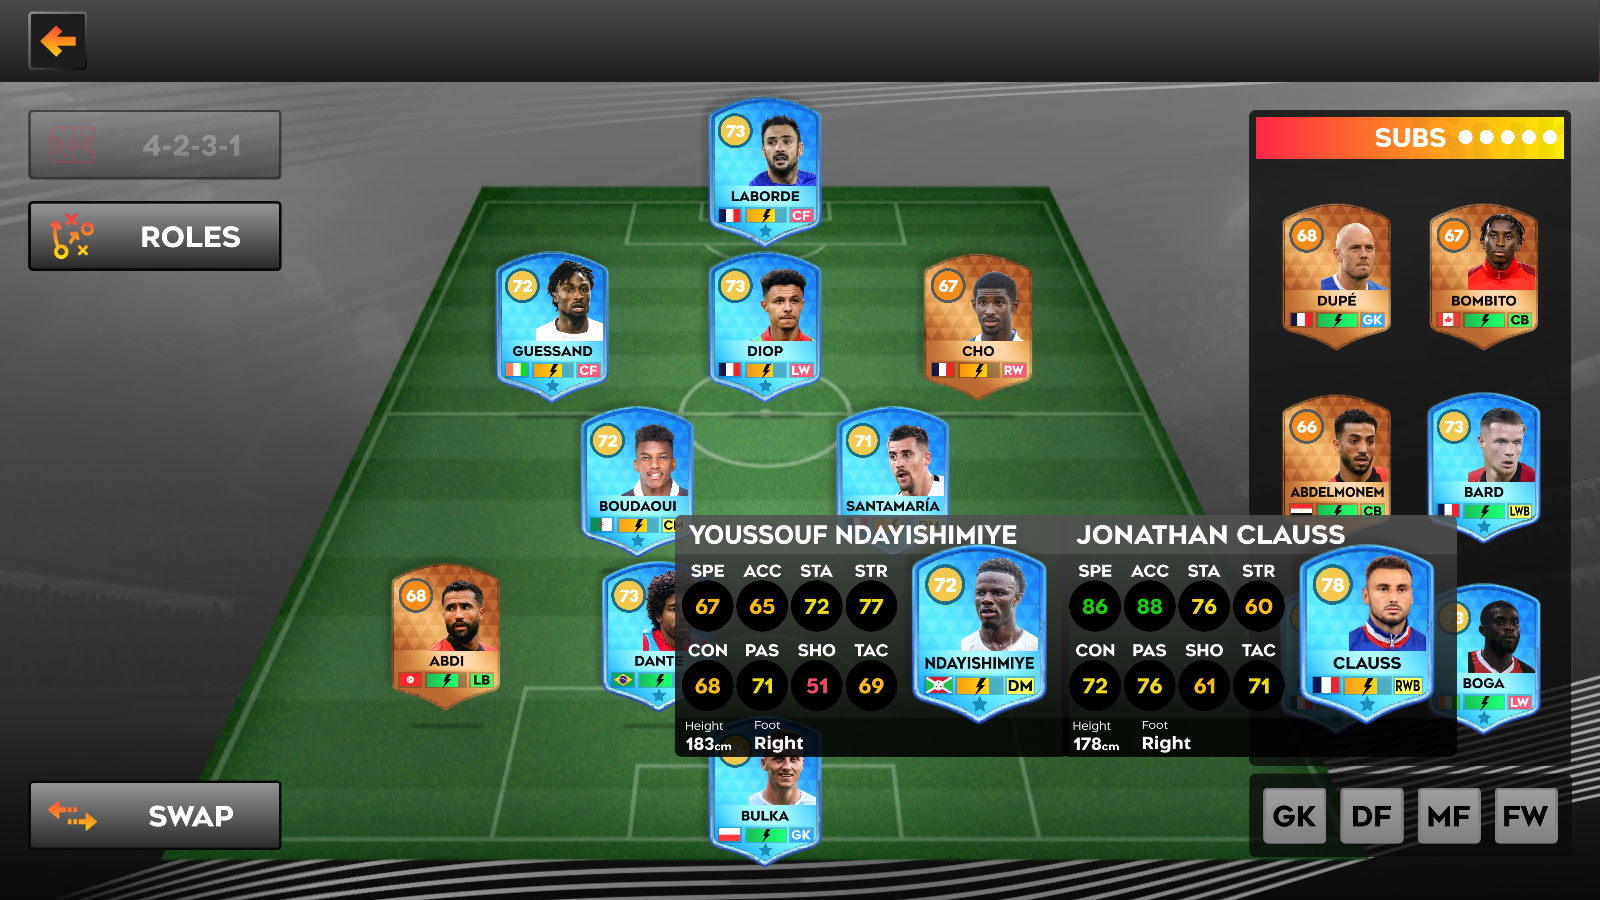 4-2-3-1
ROLES
SWAP
73
LABORDE
CF
72
GUESSAND
CF
73
DIOP
LW
67
CHO
RW
72
BOUDAOUI
CM
71
SANTAMARÍA
DM
68
ABDI
LB
73
DANTE
BULKA
GK
YOUSSOUF NDAYISHIMIYE
SPE ACC STA STR
67 65 72 77
CON PAS SHO TAC
68 71 51 69
Height Foot
183cm Right
72
NDAYISHIMIYE
DM
JONATHAN CLAUSS
SPE ACC STA STR
86 88 76 60
CON PAS SHO TAC
72 76 61 71
Height Foot
178cm Right
78
CLAUSS
RWB
SUBS
68
DUPÉ
GK
67
BOMBITO
CB
66
ABDELMONEM
CB
73
BARD
LWB
BOGA
LW
GK DF MF FW